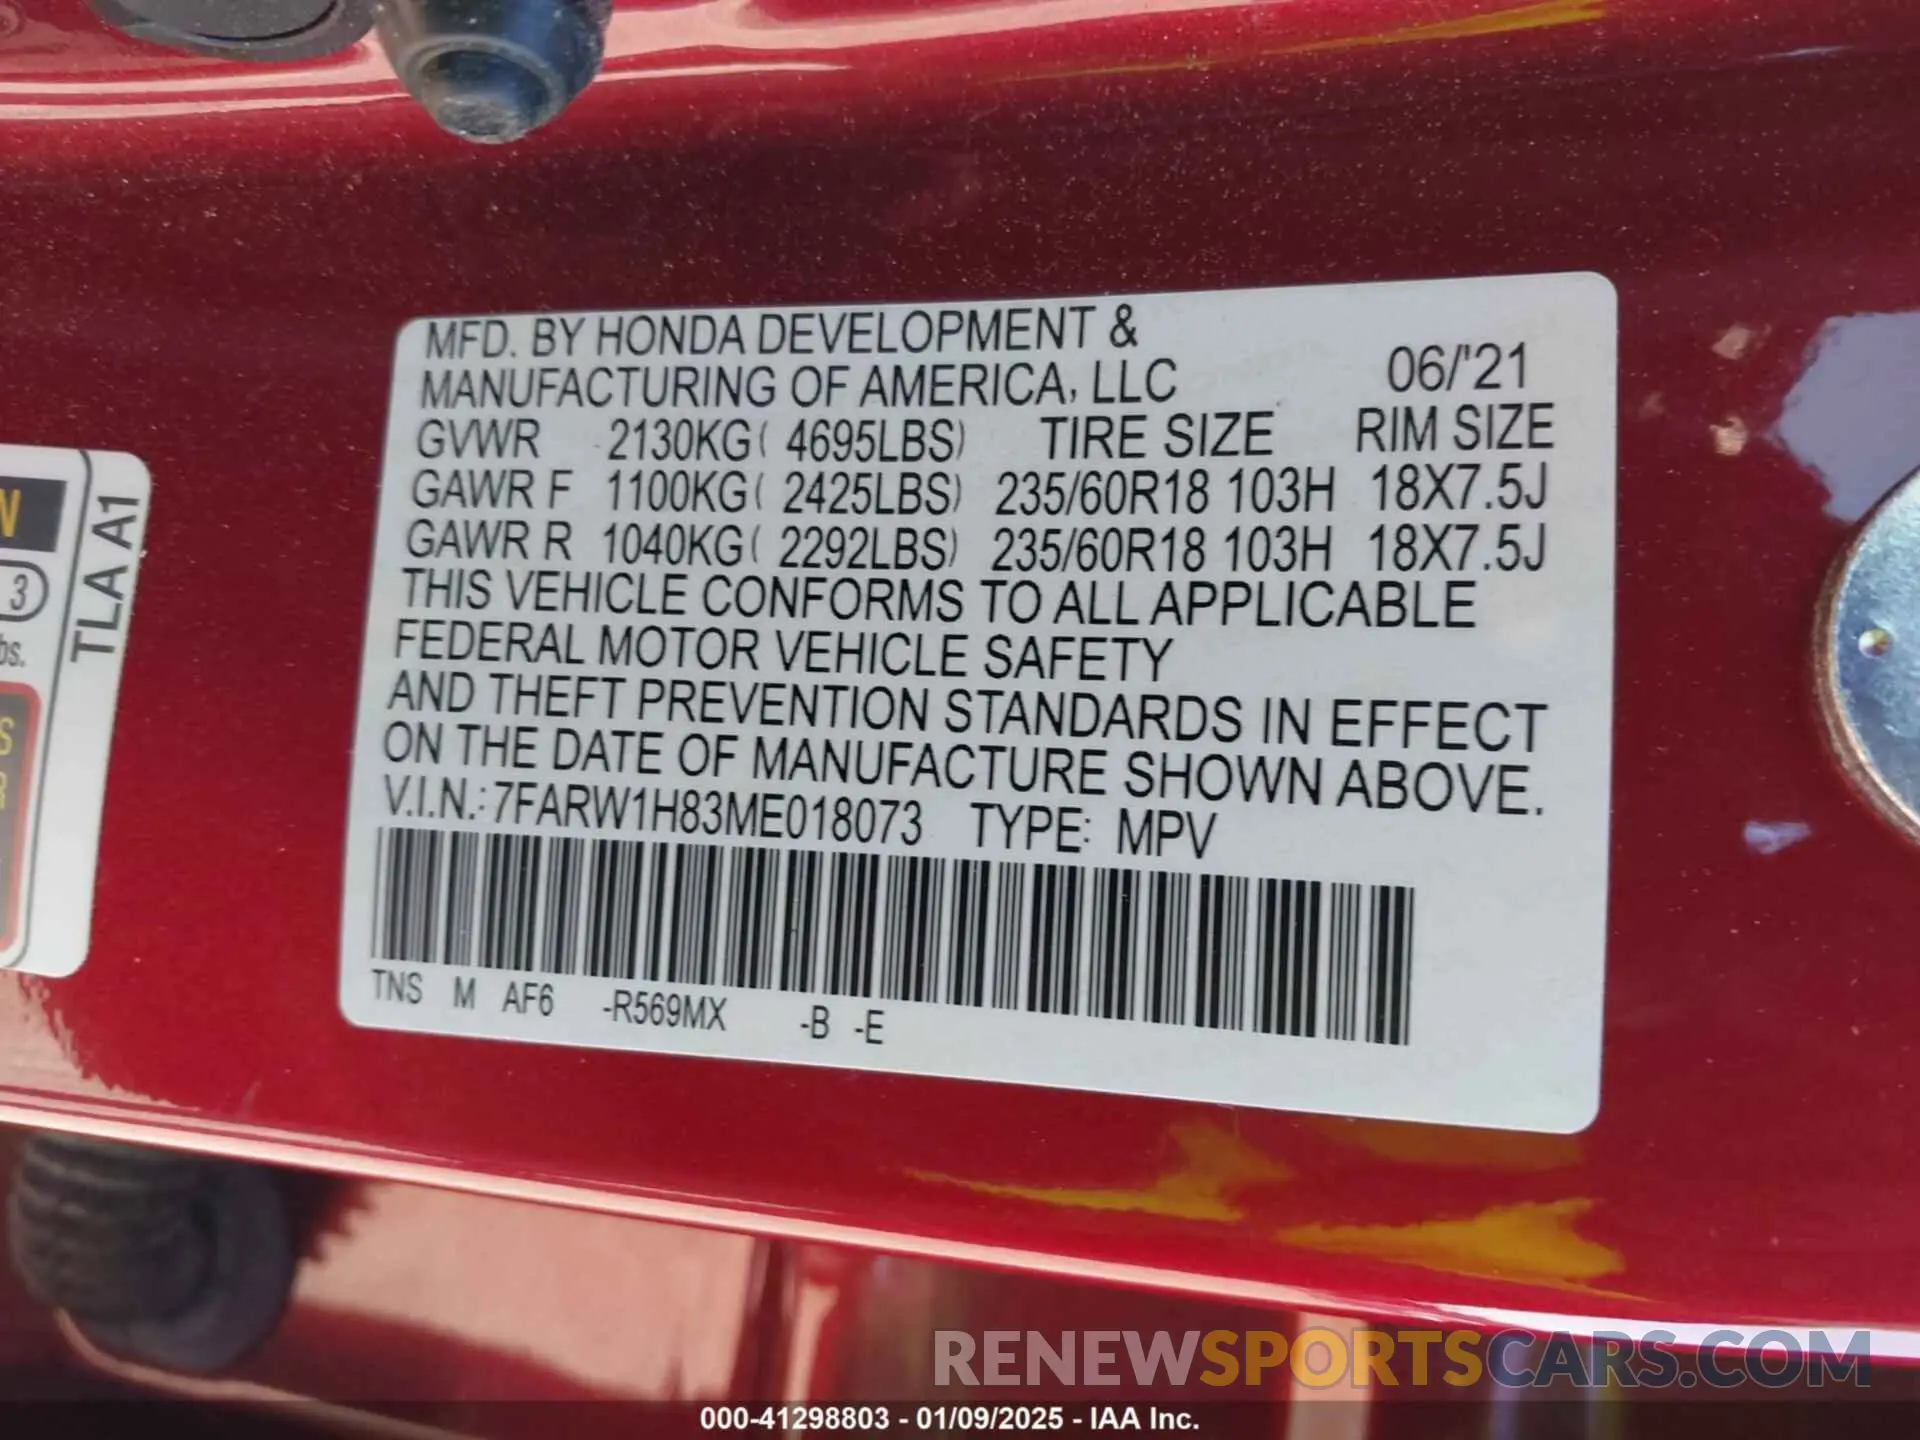 MFD. BY HONDA DEVELOPMENT &
MANUFACTURING OF AMERICA, LLC 06/'21
GVWR 2130KG( 4695LBS) TIRE SIZE RIM SIZE
GAWR F 1100KG( 2425LBS) 235/60R18 103H 18X7.5J
GAWR R 1040KG( 2292LBS) 235/60R18 103H 18X7.5J
THIS VEHICLE CONFORMS TO ALL APPLICABLE
FEDERAL MOTOR VEHICLE SAFETY
AND THEFT PREVENTION STANDARDS IN EFFECT
ON THE DATE OF MANUFACTURE SHOWN ABOVE.
V.I.N.: 7FARW1H83ME018073 TYPE: MPV
TNS M AF6 -R569MX -B -E
TLA A1
3
RENEWSPORTSCARS.COM
000-41298803 - 01/09/2025 - IAA Inc.